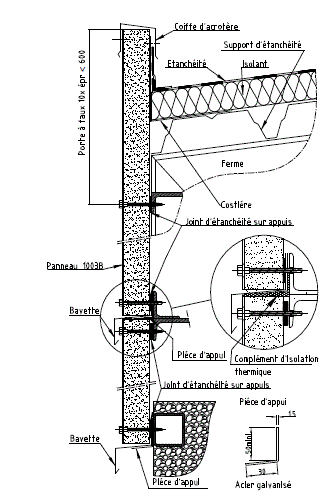 Coiffe d'acrotère
Support d'étanchéité
Etanchéité
Isolant
Porte à faux 10x épr < 600
Ferme
Costière
Joint d'étanchéité sur appuis
Panneau 1003B
Bavette
Pièce d'appui
Complément d'Isolation
thermique
Joint d'étanchéité sur appuis
Pièce d'appui
15
50mini
30
Bavette
Pièce d'appui
Acier galvanisé